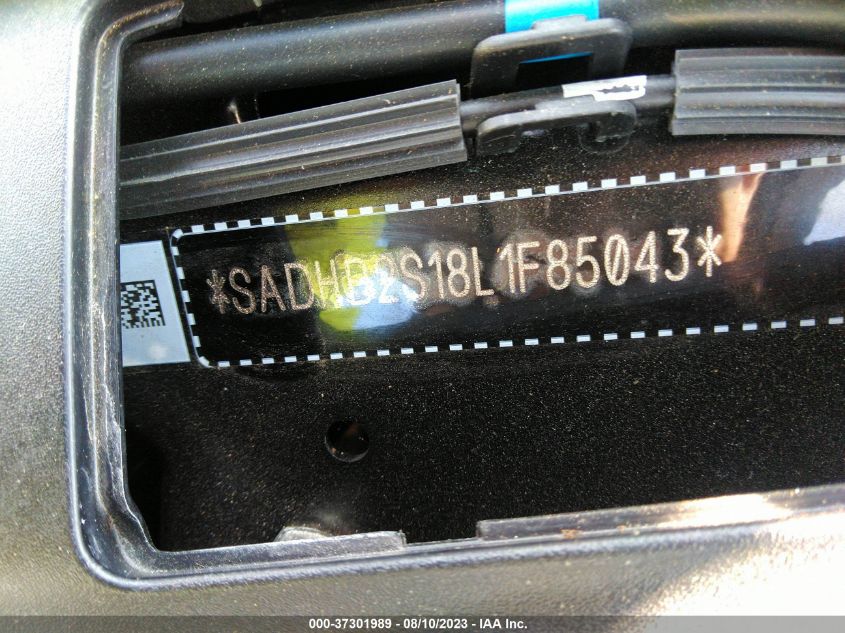 *SADHB2S18L1F85043*
000-37301989 - 08/10/2023 - IAA Inc.